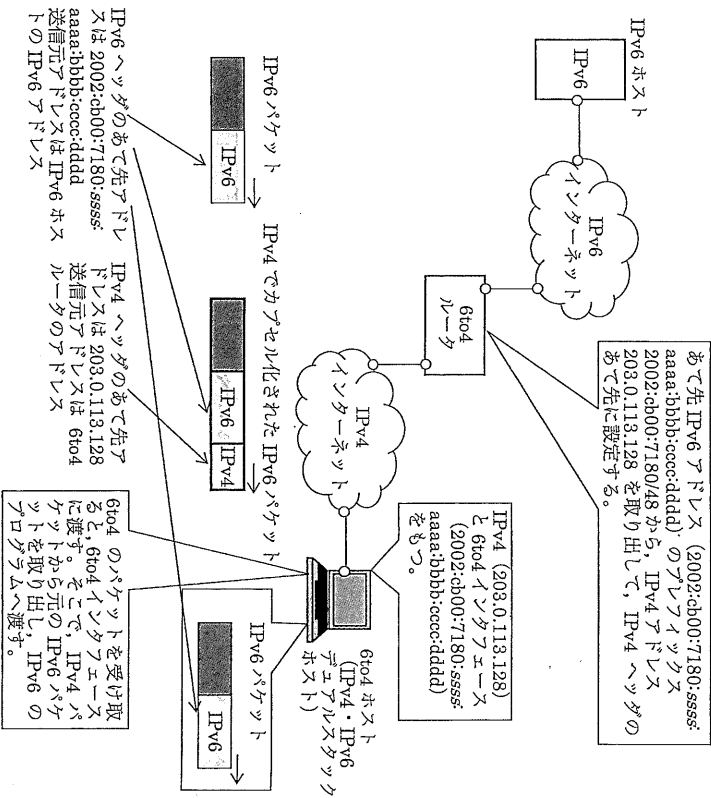 IPv6 ホスト
IPv6
IPv6
インターネット
6to4
ルータ
あて先 IPv6 アドレス（2002:cb00:7180:ssss:
aaaa:bbbb:cccc:dddd）のプレフィックス
2002:cb00:7180/48 から，IPv4 アドレス
203.0.113.128 を取り出して，IPv4 ヘッダの
あて先に設定する。
IPv4
インターネット
IPv4（203.0.113.128）
と 6to4 インタフェース
（2002:cb00:7180:ssss:
aaaa:bbbb:cccc:dddd）
をもつ。
6to4 ホスト
（IPv4・IPv6
デュアルスタック
ホスト）
IPv6 パケット
IPv6
IPv4 でカプセル化された IPv6 パケット
IPv6
IPv4
IPv6 パケット
IPv6
IPv6 ヘッダのあて先アドレ
スは 2002:cb00:7180:ssss:
aaaa:bbbb:cccc:dddd
送信元アドレスは IPv6 ホス
トの IPv6 アドレス
IPv4 ヘッダのあて先ア
ドレスは 203.0.113.128
送信元アドレスは 6to4
ルータのアドレス
6to4 のパケットを受け取
ると，6to4 インタフェース
に渡す。そこで，IPv4 パ
ケットから元の IPv6 パケ
ットを取り出し，IPv6 の
プログラムへ渡す。